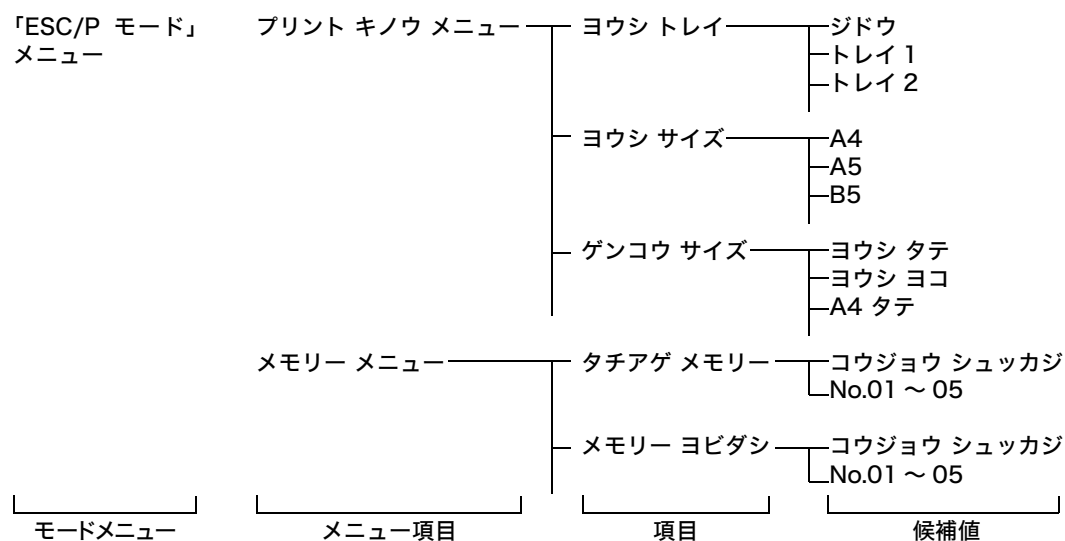 「ESC/P モード」 プリント キノウ メニュー ヨウシ トレイ ジドウ
メニュー トレイ 1
トレイ 2
ヨウシ サイズ A4
A5
B5
ゲンコウ サイズ ヨウシ タテ
ヨウシ ヨコ
A4 タテ
メモリー メニュー タチアゲ メモリー コウジョウ シュッカジ
No.01 ～ 05
メモリー ヨビダシ コウジョウ シュッカジ
No.01 ～ 05
モードメニュー メニュー項目 項目 候補値